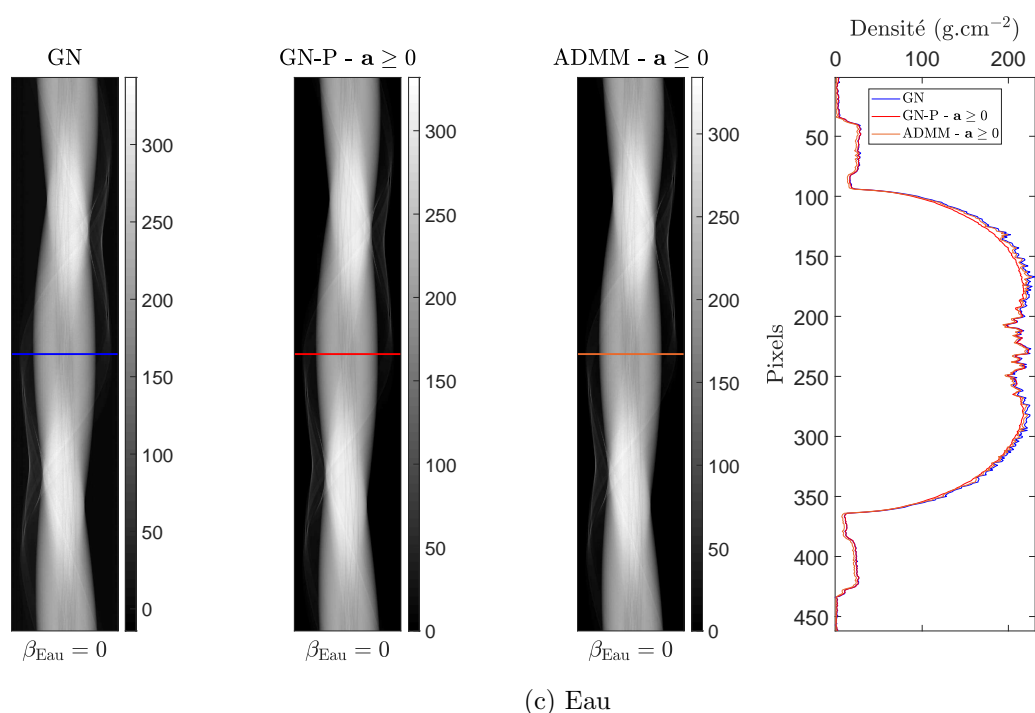 GN
300
250
200
150
100
50
0
β_Eau = 0
GN-P - a ≥ 0
300
250
200
150
100
50
0
β_Eau = 0
ADMM - a ≥ 0
300
250
200
150
100
50
0
β_Eau = 0
Densité (g.cm⁻²)
0 100 200
GN
GN-P - a ≥ 0
ADMM - a ≥ 0
50
100
150
200
250
300
350
400
450
Pixels
(c) Eau